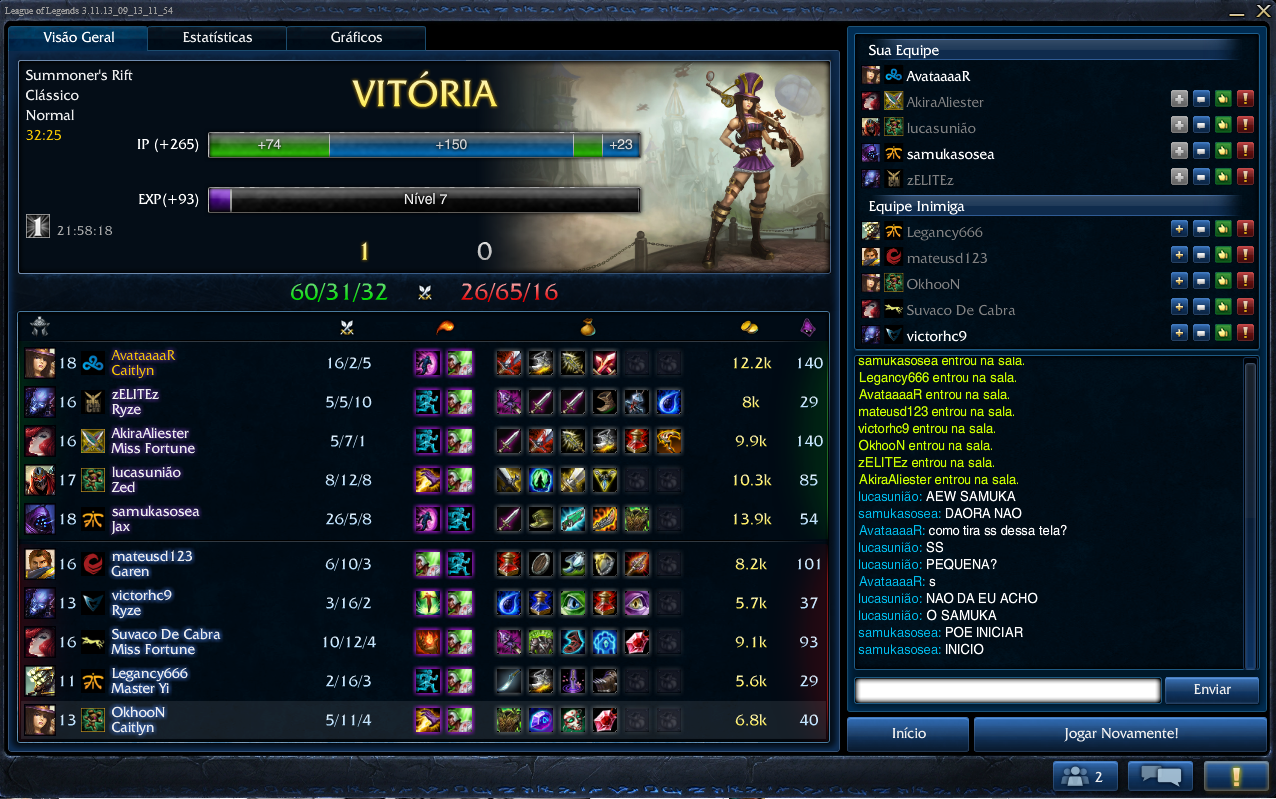 League of Legends 3.11.13_09_13_11_54
Visão Geral
Estatísticas
Gráficos
Summoner's Rift
Clássico
Normal
32:25
VITÓRIA
IP (+265)
+74
+150
+23
EXP(+93)
Nível 7
1
21:58:18
1
0
60/31/32
26/65/16
18
AvataaaaR
Caitlyn
16/2/5
12.2k
140
16
zELITEz
Ryze
5/5/10
8k
29
16
AkiraAliester
Miss Fortune
5/7/1
9.9k
140
17
lucasunião
Zed
8/12/8
10.3k
85
18
samukasosea
Jax
26/5/8
13.9k
54
16
mateusd123
Garen
6/10/3
8.2k
101
13
victorhc9
Ryze
3/16/2
5.7k
37
16
Suvaco De Cabra
Miss Fortune
10/12/4
9.1k
93
11
Legancy666
Master Yi
2/16/3
5.6k
29
13
OkhooN
Caitlyn
5/11/4
6.8k
40
Sua Equipe
AvataaaaR
AkiraAliester
lucasunião
samukasosea
zELITEz
Equipe Inimiga
Legancy666
mateusd123
OkhooN
Suvaco De Cabra
victorhc9
samukasosea entrou na sala.
Legancy666 entrou na sala.
AvataaaaR entrou na sala.
mateusd123 entrou na sala.
victorhc9 entrou na sala.
OkhooN entrou na sala.
zELITEz entrou na sala.
AkiraAliester entrou na sala.
lucasunião: AEW SAMUKA
samukasosea: DAORA NAO
AvataaaaR: como tira ss dessa tela?
lucasunião: SS
lucasunião: PEQUENA?
AvataaaaR: s
lucasunião: NAO DA EU ACHO
lucasunião: O SAMUKA
samukasosea: POE INICIAR
samukasosea: INICIO
Enviar
Início
Jogar Novamente!
2